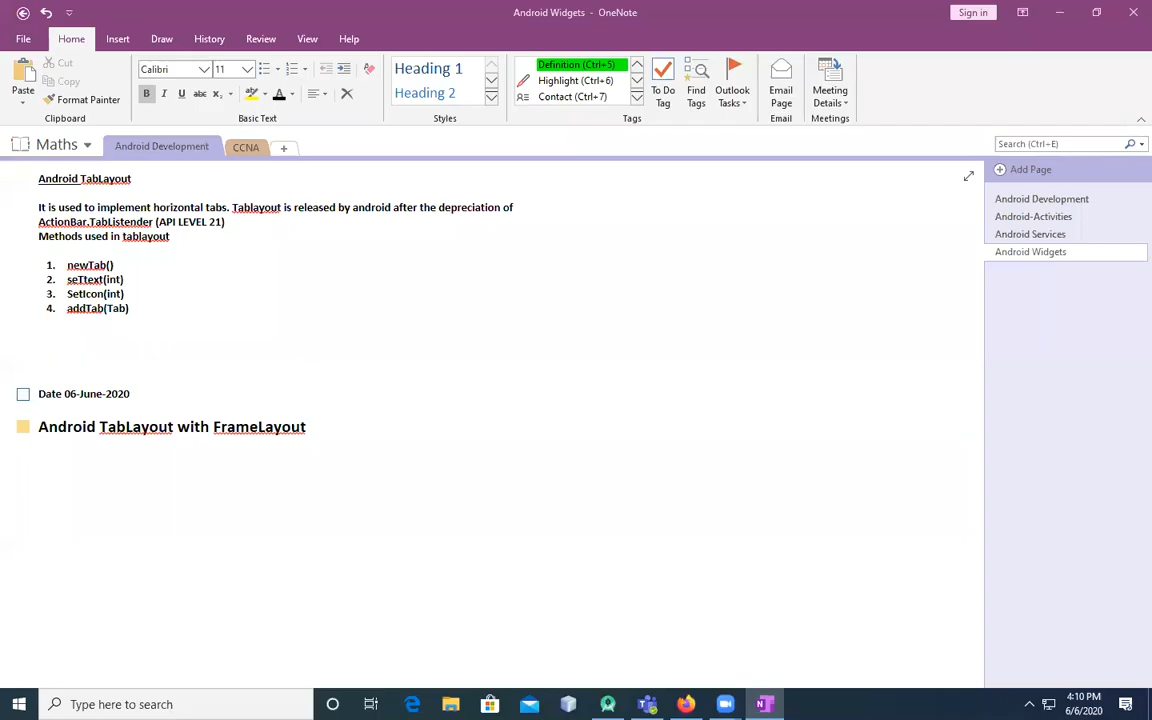 Android Widgets - OneNote
Sign in
File Home Insert Draw History Review View Help
Paste
Cut
Copy
Format Painter
Clipboard
Calibri 11
B I U abc x₂ A
Basic Text
Heading 1
Heading 2
Styles
Definition (Ctrl+5)
Highlight (Ctrl+6)
Contact (Ctrl+7)
To Do Tag
Find Tags
Tags
Outlook Tasks
Email Page
Email
Meeting Details
Meetings
Maths
Android Development
CCNA
Search (Ctrl+E)
Add Page
Android Development
Android-Activities
Android Services
Android Widgets
Android TabLayout
It is used to implement horizontal tabs. Tablayout is released by android after the depreciation of
ActionBar.TabListender (API LEVEL 21)
Methods used in tablayout
1. newTab()
2. seTtext(int)
3. SetIcon(int)
4. addTab(Tab)
Date 06-June-2020
Android TabLayout with FrameLayout
Type here to search
N
4:10 PM
6/6/2020